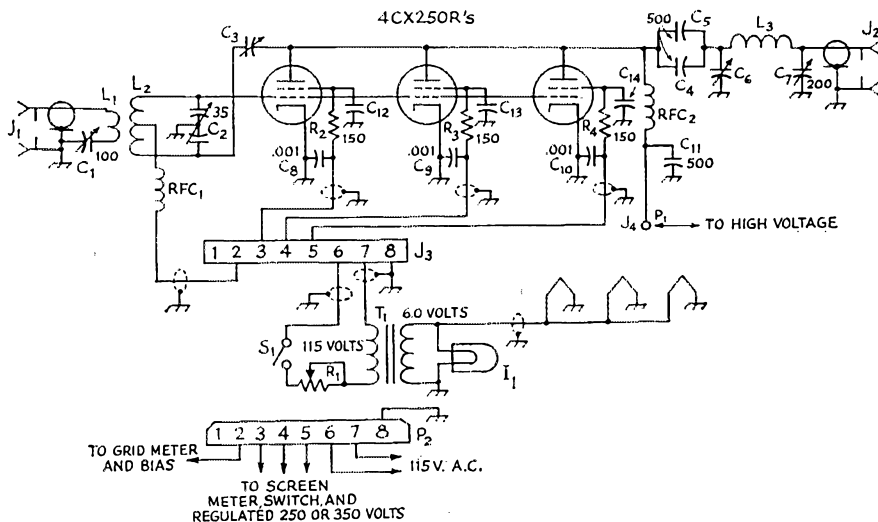 4CX250R's
C3
500
C5
L3
J2
L1
L2
C14
C4
C6
C7
200
35
C2
C12
C13
J1
C1
100
R2
150
R3
150
R4
150
RFC2
.001
C8
.001
C9
.001
C10
C11
500
RFC1
J4
P1
TO HIGH VOLTAGE
1 2 3 4 5 6 7 8
J3
T1
6.0 VOLTS
S1
115 VOLTS
R1
I1
1 2 3 4 5 6 7 8
P2
TO GRID METER
AND BIAS
115V. A.C.
TO SCREEN
METER, SWITCH, AND
REGULATED 250 OR 350 VOLTS